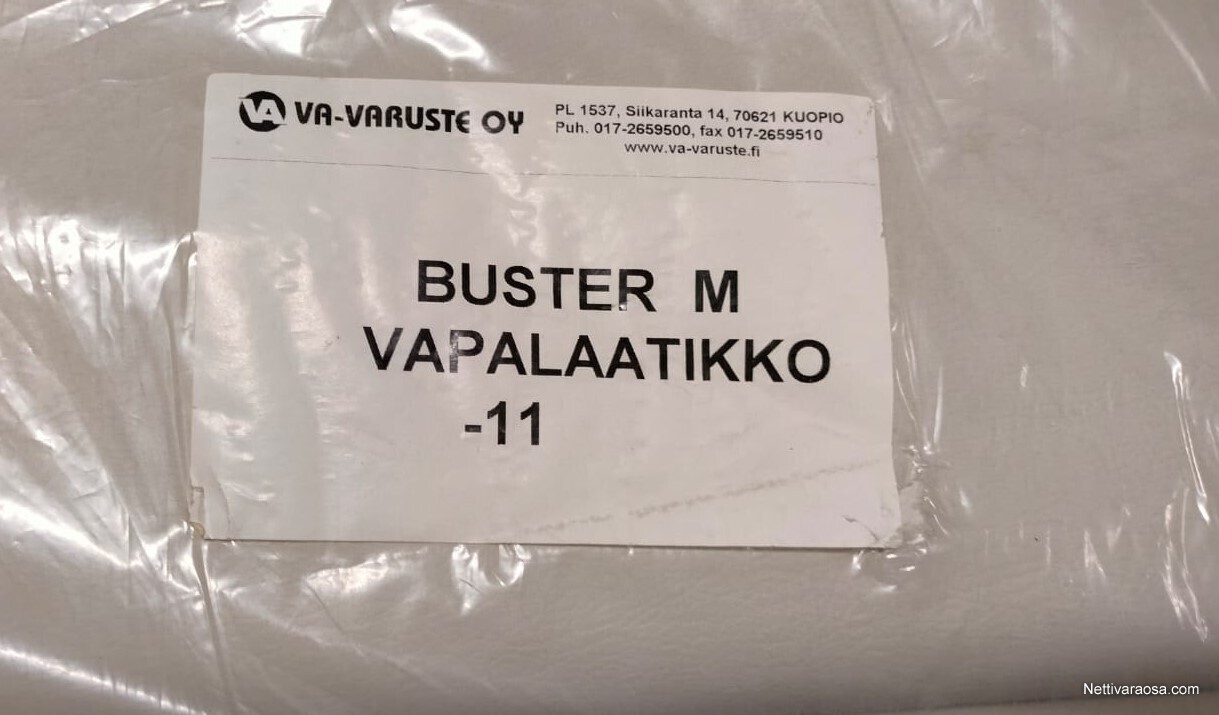 VA VA-VARUSTE OY
PL 1537, Siikaranta 14, 70621 KUOPIO
Puh. 017-2659500, fax 017-2659510
www.va-varuste.fi
BUSTER M
VAPALAATIKKO
-11
Nettivaraosa.com